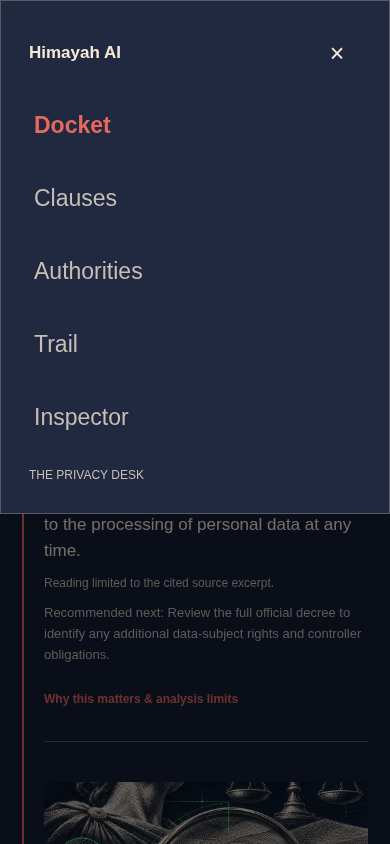 Himayah AI ×
Docket
Clauses
Authorities
Trail
Inspector
THE PRIVACY DESK
to the processing of personal data at any
time.
Reading limited to the cited source excerpt.
Recommended next: Review the full official decree to
identify any additional data-subject rights and controller
obligations.
Why this matters & analysis limits